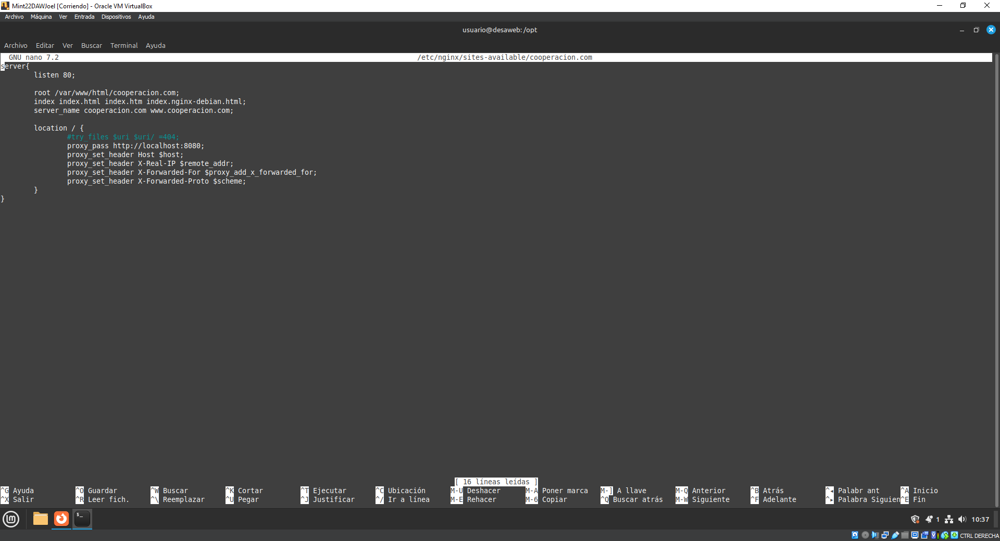 Mint22DAWJoel [Corriendo] - Oracle VM VirtualBox
Archivo Máquina Ver Entrada Dispositivos Ayuda
usuario@desaweb: /opt
Archivo Editar Ver Buscar Terminal Ayuda
GNU nano 7.2 /etc/nginx/sites-available/cooperacion.com
server{
listen 80;
root /var/www/html/cooperacion.com;
index index.html index.htm index.nginx-debian.html;
server_name cooperacion.com www.cooperacion.com;
location / {
#try_files $uri $uri/ =404;
proxy_pass http://localhost:8080;
proxy_set_header Host $host;
proxy_set_header X-Real-IP $remote_addr;
proxy_set_header X-Forwarded-For $proxy_add_x_forwarded_for;
proxy_set_header X-Forwarded-Proto $scheme;
}
}
[ 16 líneas leídas ]
^G Ayuda ^O Guardar ^W Buscar ^K Cortar ^T Ejecutar ^C Ubicación M-U Deshacer M-A Poner marca M-] A llave M-Q Anterior ^B Atrás ^◂ Palabr ant ^A Inicio
^X Salir ^R Leer fich. ^\ Reemplazar ^U Pegar ^J Justificar ^/ Ir a línea M-E Rehacer M-6 Copiar ^Q Buscar atrás M-W Siguiente ^F Adelante ^▸ Palabra Siguien ^E Fin
1 10:37
CTRL DERECHA